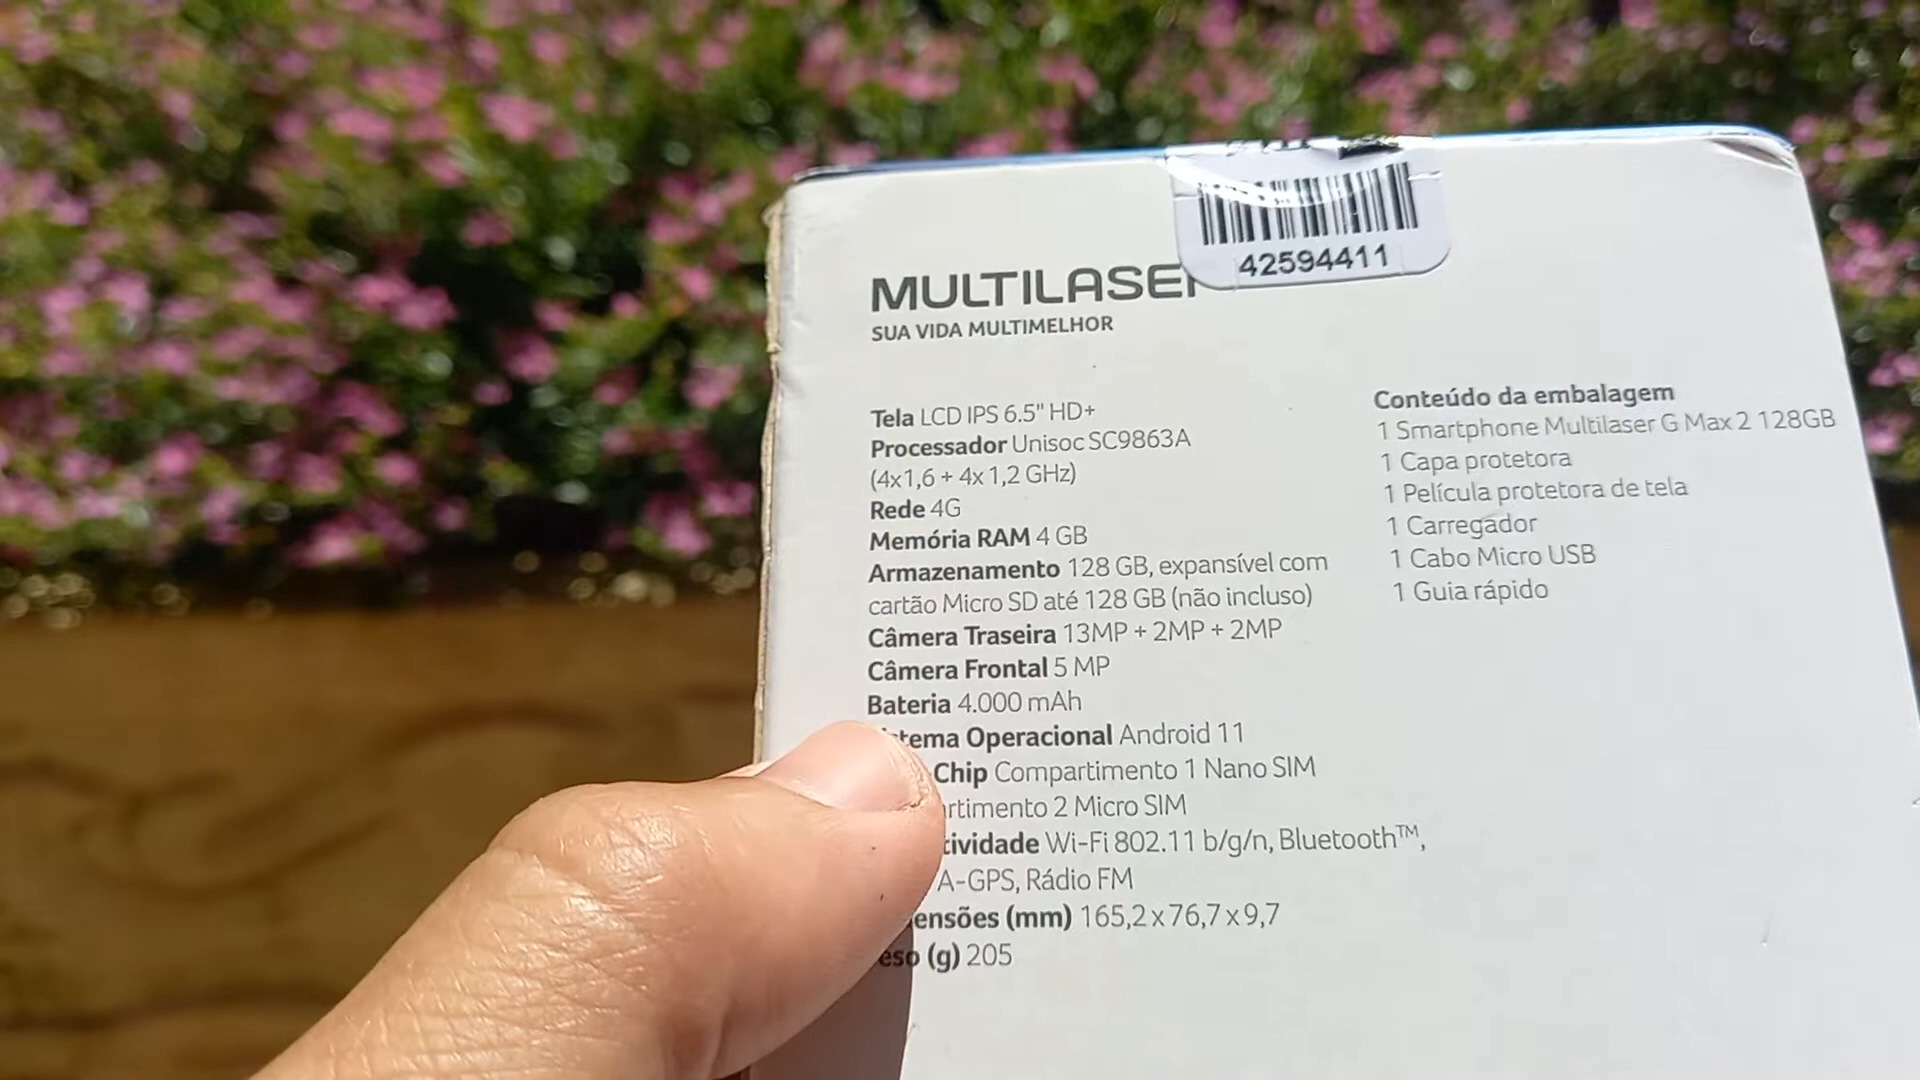 42594411
MULTILASER
SUA VIDA MULTIMELHOR
Tela LCD IPS 6.5" HD+
Processador Unisoc SC9863A
(4x1,6 + 4x 1,2 GHz)
Rede 4G
Memória RAM 4 GB
Armazenamento 128 GB, expansível com
cartão Micro SD até 128 GB (não incluso)
Câmera Traseira 13MP + 2MP + 2MP
Câmera Frontal 5 MP
Bateria 4.000 mAh
tema Operacional Android 11
Chip Compartimento 1 Nano SIM
rtimento 2 Micro SIM
tividade Wi-Fi 802.11 b/g/n, Bluetooth™,
A-GPS, Rádio FM
ensões (mm) 165,2 x 76,7 x 9,7
eso (g) 205
Conteúdo da embalagem
1 Smartphone Multilaser G Max 2 128GB
1 Capa protetora
1 Película protetora de tela
1 Carregador
1 Cabo Micro USB
1 Guia rápido